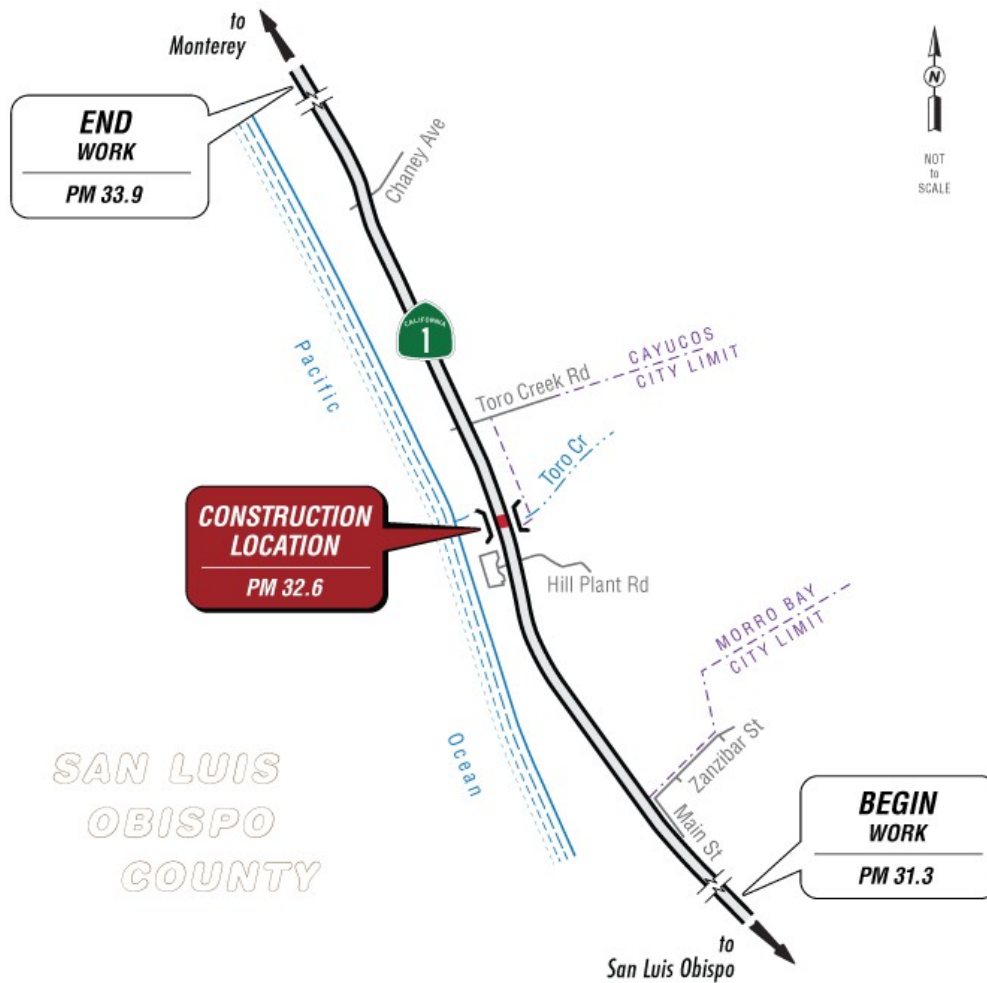 to
Monterey
N
NOT
to
SCALE
END
WORK
PM 33.9
Chaney Ave
CALIFORNIA
1
Pacific
Toro Creek Rd
CAYUCOS
CITY LIMIT
Toro Cr
CONSTRUCTION
LOCATION
PM 32.6
Hill Plant Rd
MORRO BAY
CITY LIMIT
Ocean
Zanzibar St
Main St
SAN LUIS
OBISPO
COUNTY
BEGIN
WORK
PM 31.3
to
San Luis Obispo